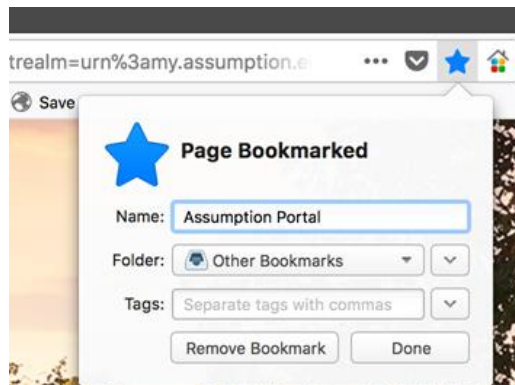 trealm=urn%3amy.assumption.e
Save
Page Bookmarked
Name: Assumption Portal
Folder: Other Bookmarks
Tags: Separate tags with commas
Remove Bookmark Done